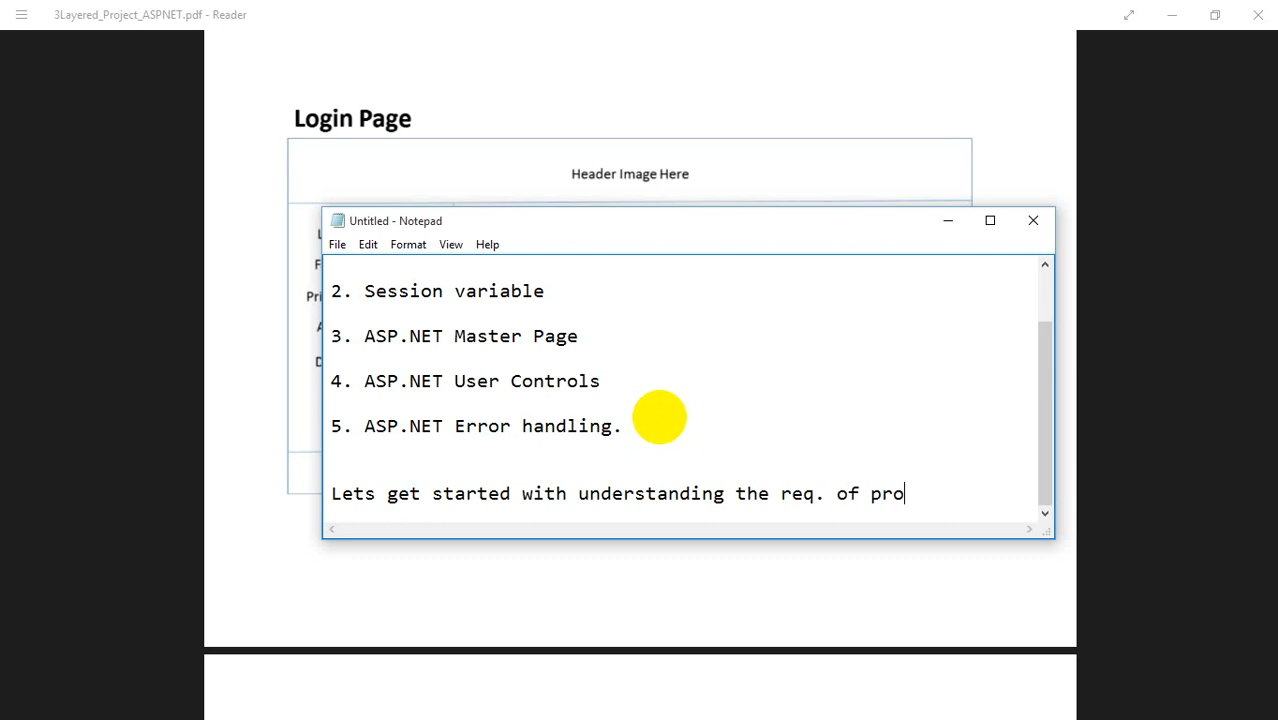 3Layered_Project_ASPNET.pdf - Reader
Login Page
Header Image Here
Untitled - Notepad
File Edit Format View Help
2. Session variable
3. ASP.NET Master Page
4. ASP.NET User Controls
5. ASP.NET Error handling.
Lets get started with understanding the req. of pro